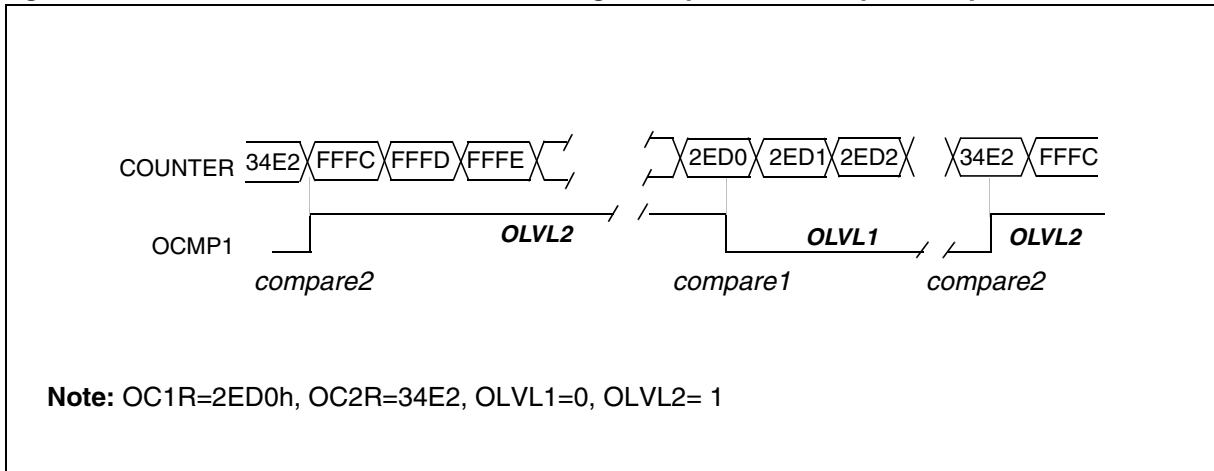 COUNTER 34E2 FFFC FFFD FFFE 2ED0 2ED1 2ED2 34E2 FFFC
OCMP1 OLVL2 OLVL1 OLVL2
compare2 compare1 compare2
Note: OC1R=2ED0h, OC2R=34E2, OLVL1=0, OLVL2= 1